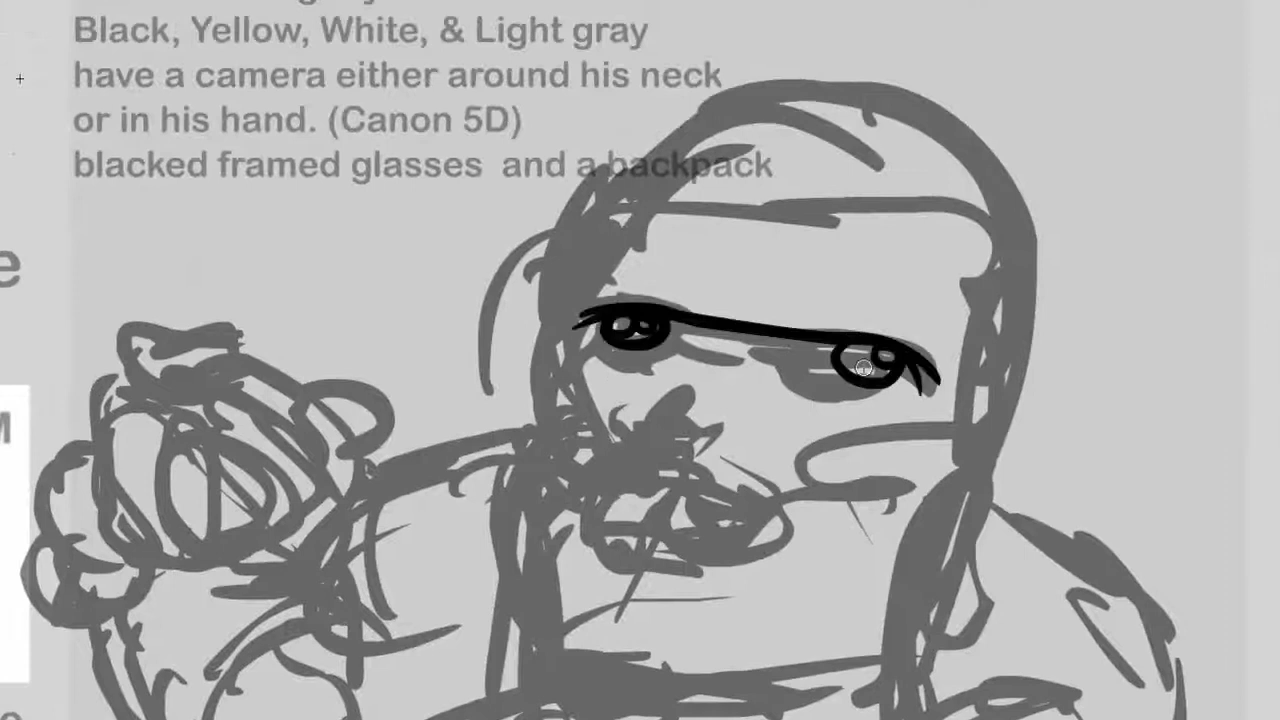 Black, Yellow, White, & Light gray
have a camera either around his neck
or in his hand. (Canon 5D)
blacked framed glasses and a backpack
e
M